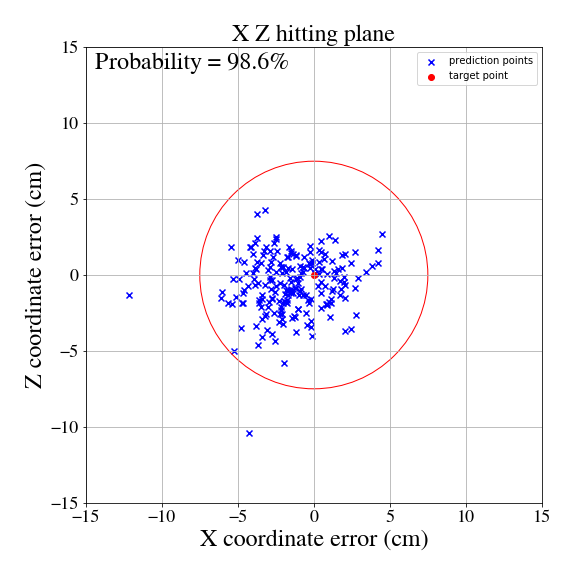 X Z hitting plane
Probability = 98.6%
prediction points
target point
15
10
5
0
−5
−10
−15
Z coordinate error (cm)
−15 −10 −5 0 5 10 15
X coordinate error (cm)